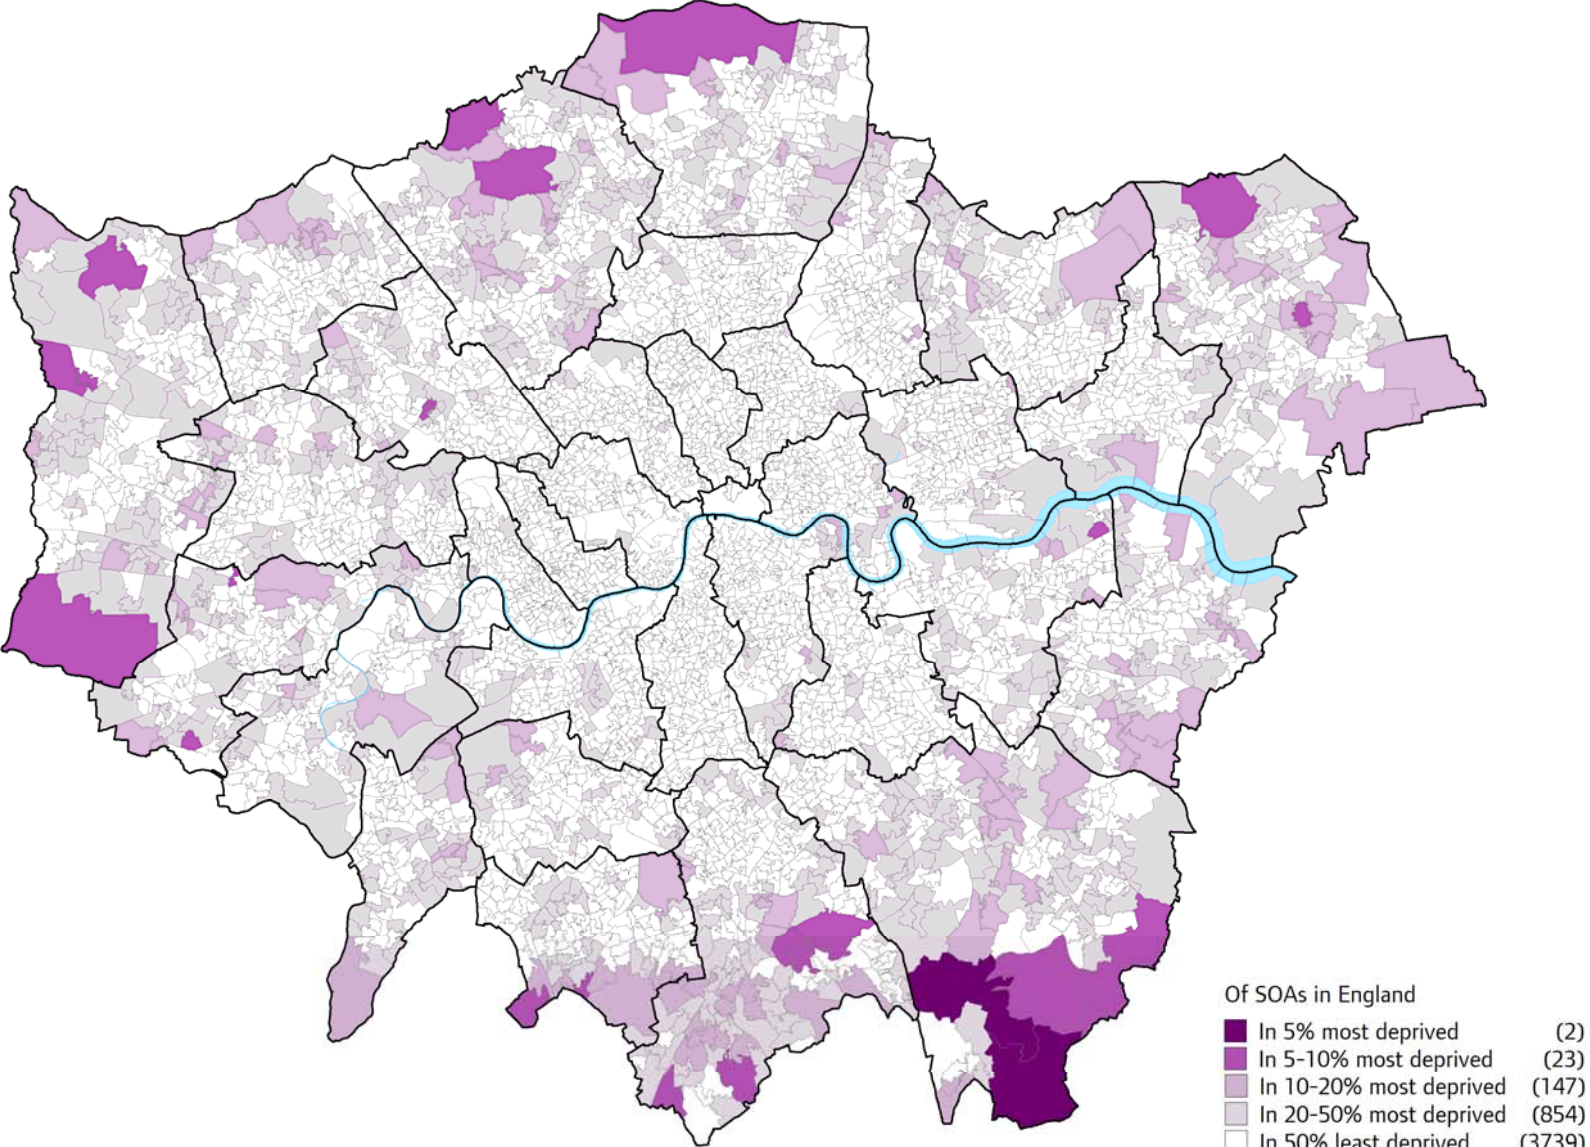 Of SOAs in England
In 5% most deprived (2)
In 5-10% most deprived (23)
In 10-20% most deprived (147)
In 20-50% most deprived (854)
In 50% least deprived (3739)